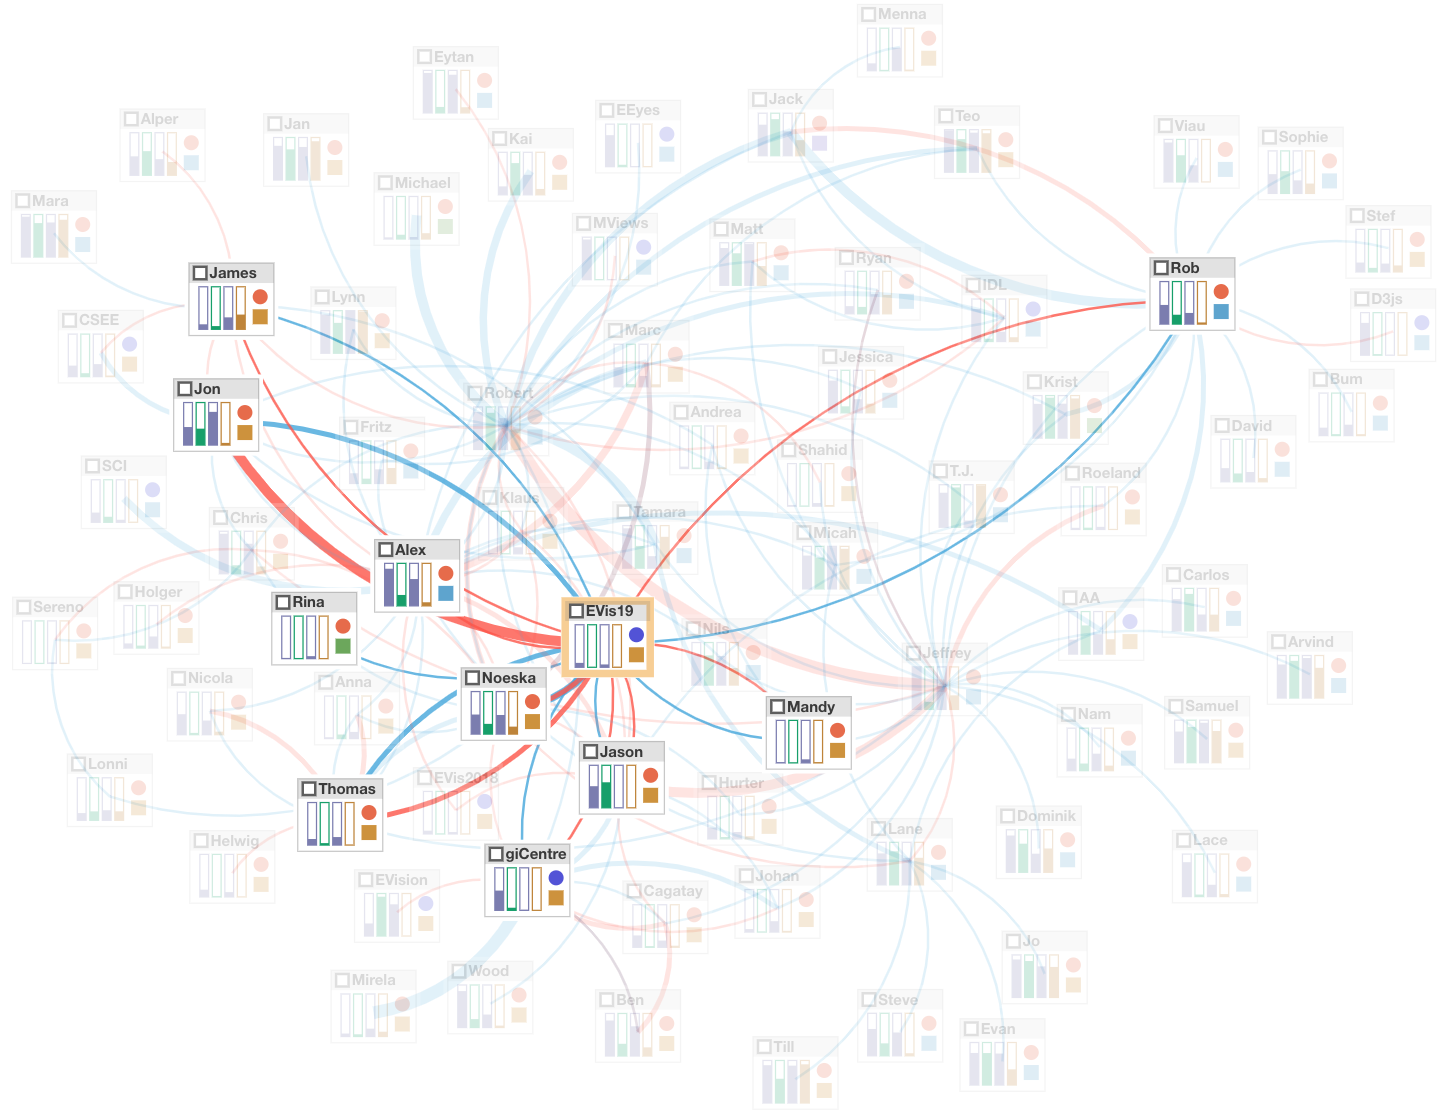 Menna
Eytan
Jack
EEyes
Teo
Alper
Jan
Viau
Kai
Sophie
Michael
Mara
Stef
MViews
Matt
Ryan
James
Rob
IDL
Lynn
D3js
CSEE
Marc
Jessica
Bum
Krist
Jon
Robert
Andrea
David
Fritz
Shahid
SCI
T.J.
Roeland
Klaus
Chris
Tamara
Micah
Alex
Carlos
Holger
AA
Rina
Sereno
EVis19
Nils
Arvind
Jeffrey
Nicola
Noeska
Anna
Samuel
Mandy
Nam
Jason
Lonni
EVis2018
Hurter
Thomas
Dominik
Lane
Helwig
Lace
giCentre
EVision
Johan
Cagatay
Jo
Wood
Mirela
Ben
Steve
Evan
Till